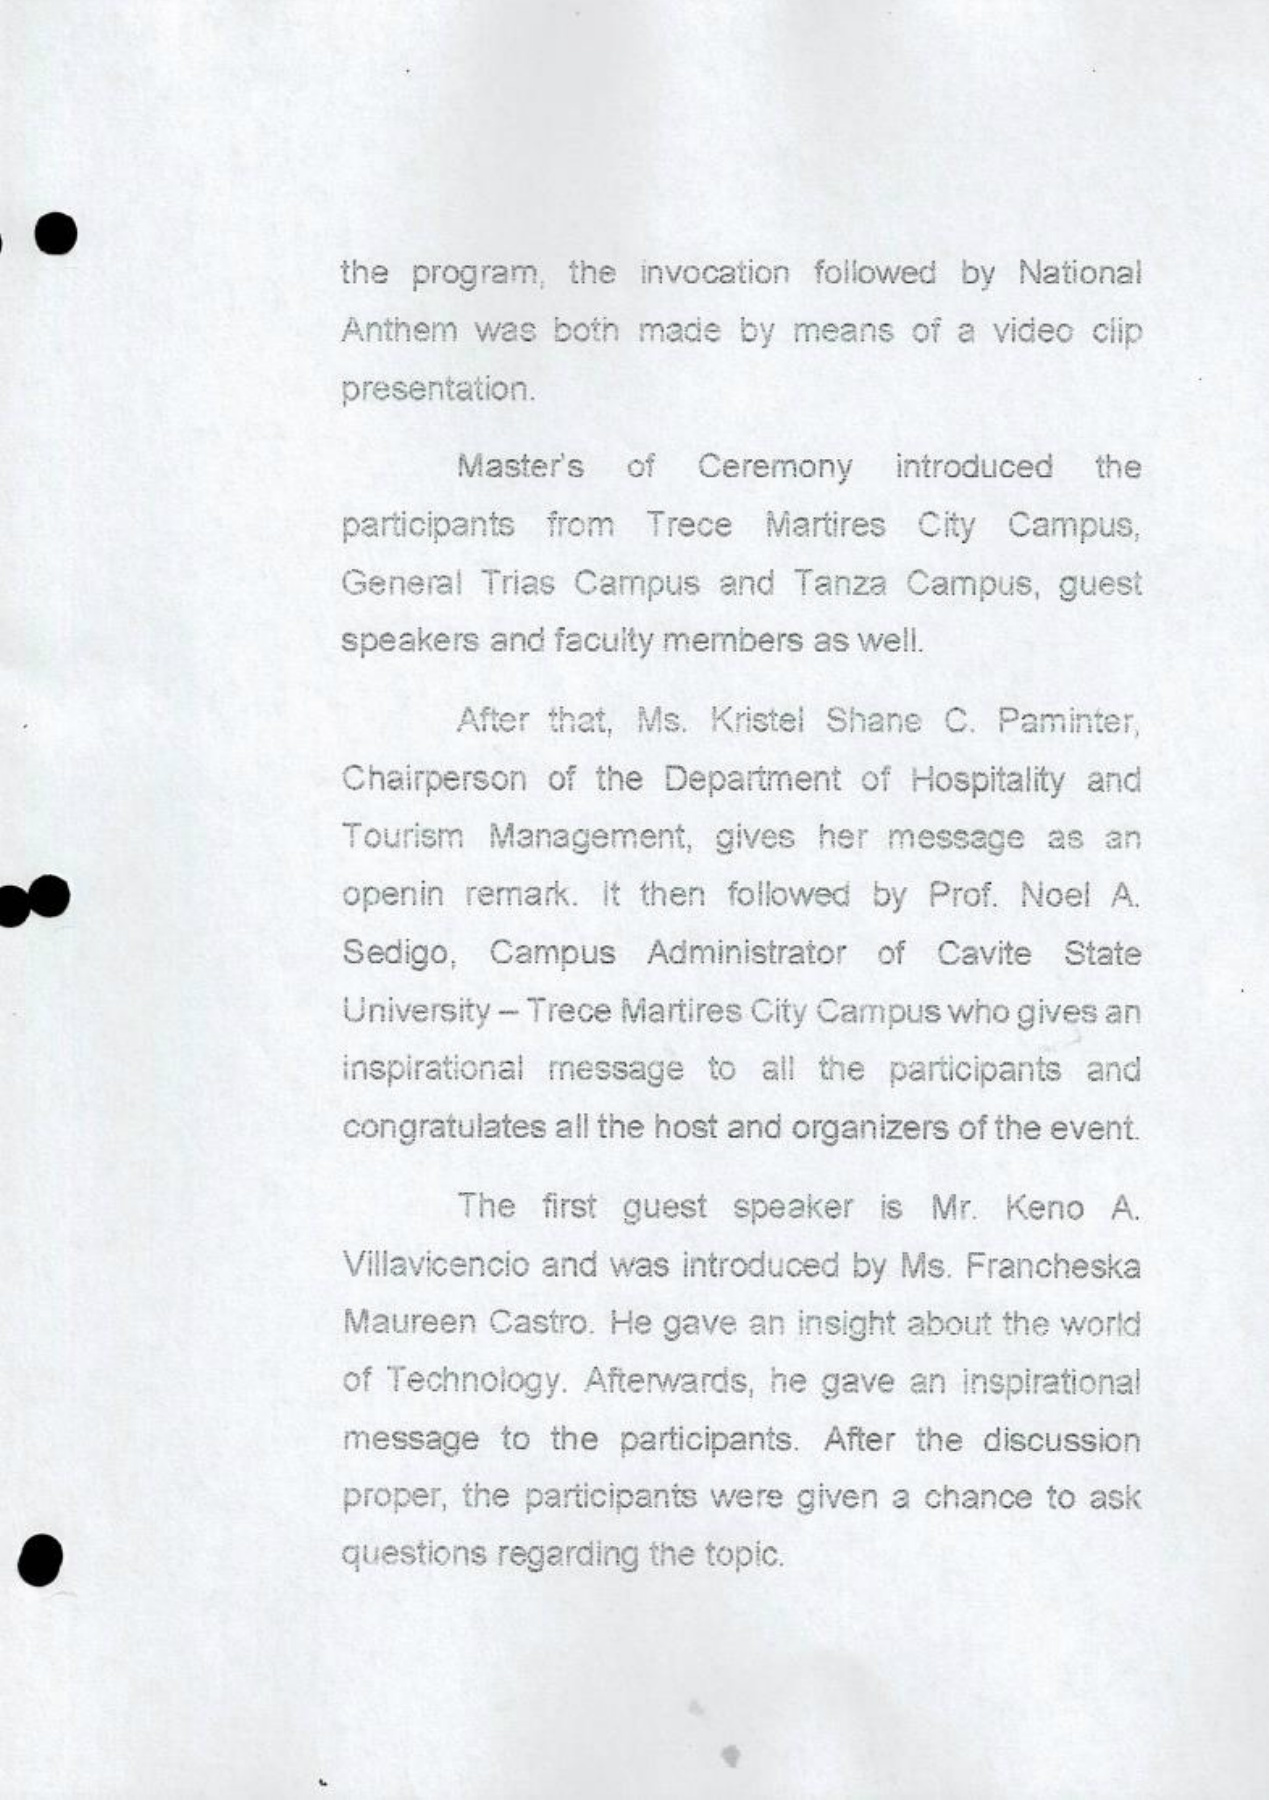 the program, the invocation followed by National
Anthem was both made by means of a video clip
presentation.
Master's of Ceremony introduced the
participants from Trece Martires City Campus,
General Trias Campus and Tanza Campus, guest
speakers and faculty members as well.
After that, Ms. Kristel Shane C. Paminter,
Chairperson of the Department of Hospitality and
Tourism Management, gives her message as an
openin remark. It then followed by Prof. Noel A.
Sedigo, Campus Administrator of Cavite State
University – Trece Martires City Campus who gives an
inspirational message to all the participants and
congratulates all the host and organizers of the event.
The first guest speaker is Mr. Keno A.
Villavicencio and was introduced by Ms. Francheska
Maureen Castro. He gave an insight about the world
of Technology. Afterwards, he gave an inspirational
message to the participants. After the discussion
proper, the participants were given a chance to ask
questions regarding the topic.